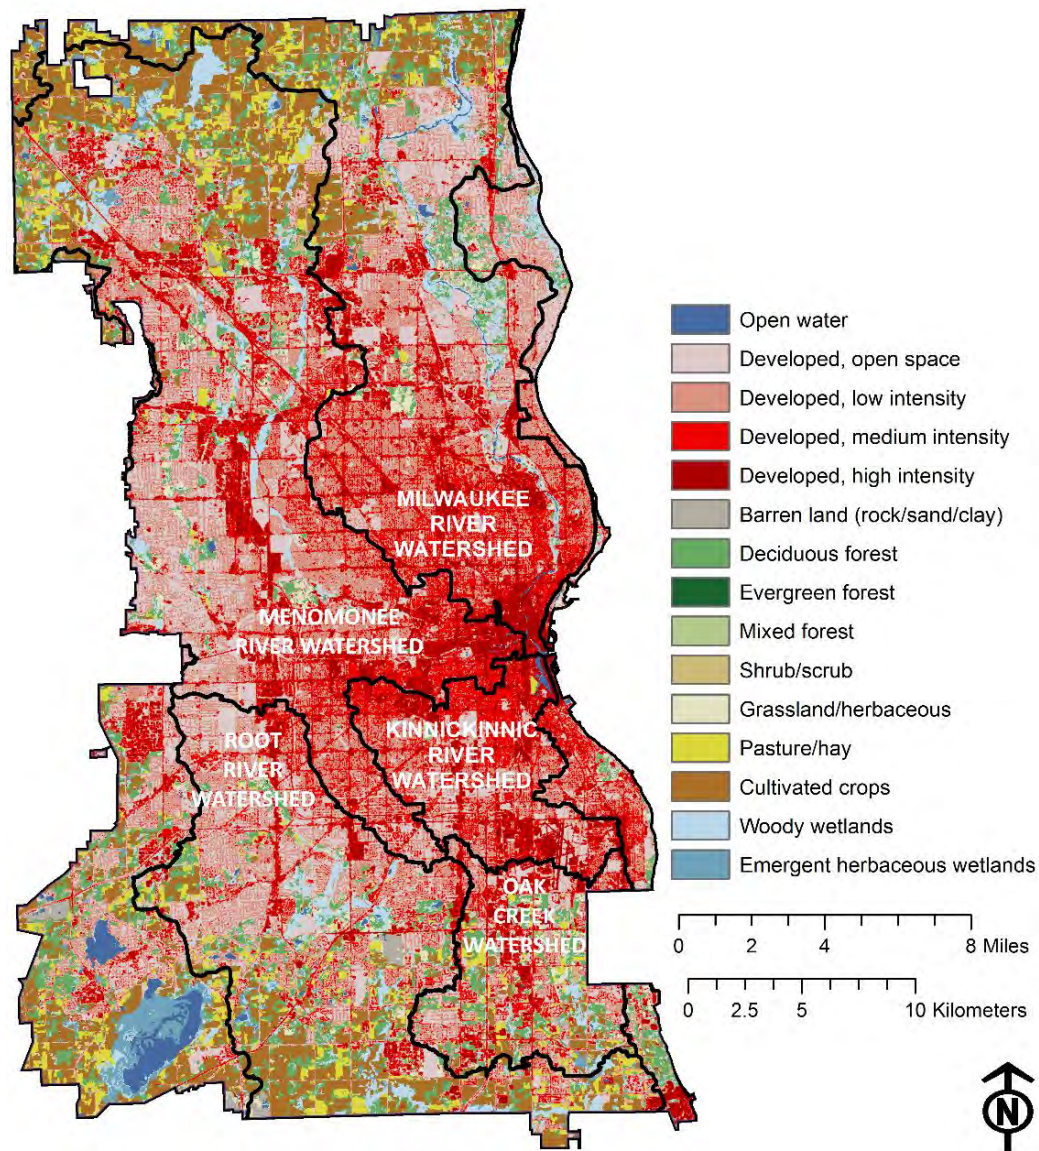 MILWAUKEE
RIVER
WATERSHED
MENOMONEE
RIVER WATERSHED
KINNICKINNIC
RIVER
WATERSHED
ROOT
RIVER
WATERSHED
OAK
CREEK
WATERSHED
Open water
Developed, open space
Developed, low intensity
Developed, medium intensity
Developed, high intensity
Barren land (rock/sand/clay)
Deciduous forest
Evergreen forest
Mixed forest
Shrub/scrub
Grassland/herbaceous
Pasture/hay
Cultivated crops
Woody wetlands
Emergent herbaceous wetlands
0 2 4 8 Miles
0 2.5 5 10 Kilometers
N